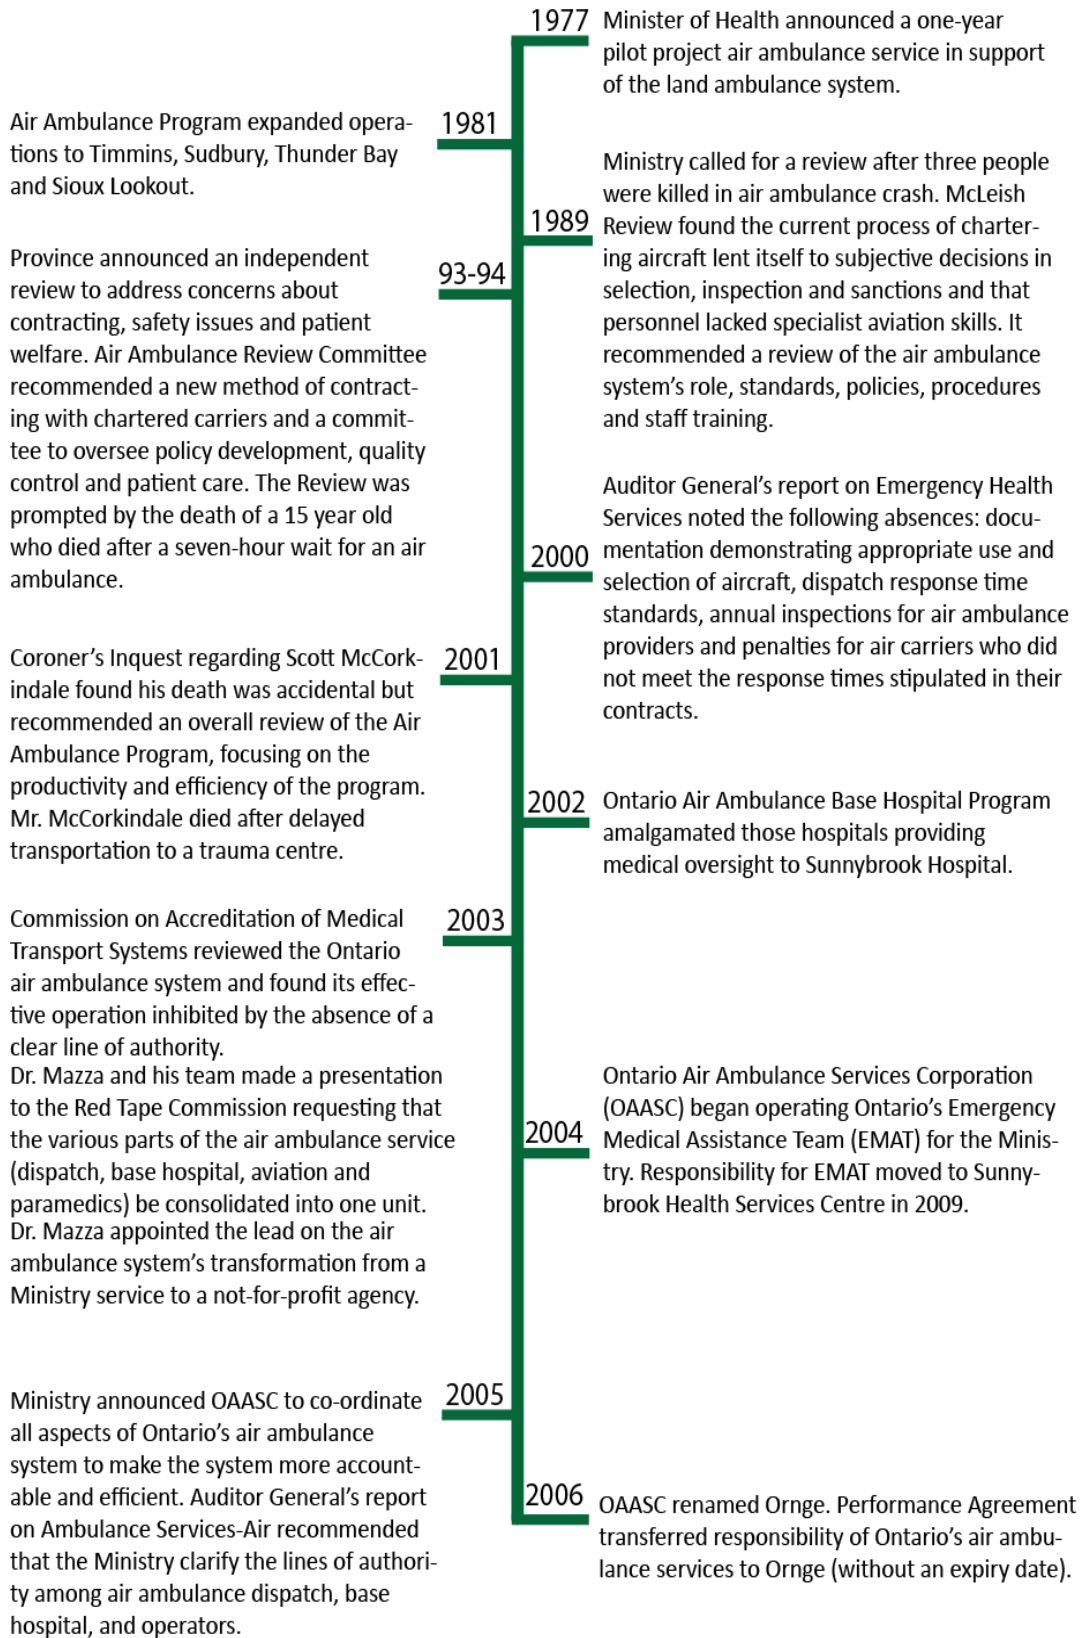 1977
Minister of Health announced a one-year
pilot project air ambulance service in support
of the land ambulance system.
1981
Air Ambulance Program expanded opera-
tions to Timmins, Sudbury, Thunder Bay
and Sioux Lookout.
1989
Ministry called for a review after three people
were killed in air ambulance crash. McLeish
Review found the current process of charter-
ing aircraft lent itself to subjective decisions in
selection, inspection and sanctions and that
personnel lacked specialist aviation skills. It
recommended a review of the air ambulance
system's role, standards, policies, procedures
and staff training.
93-94
Province announced an independent
review to address concerns about
contracting, safety issues and patient
welfare. Air Ambulance Review Committee
recommended a new method of contract-
ing with chartered carriers and a commit-
tee to oversee policy development, quality
control and patient care. The Review was
prompted by the death of a 15 year old
who died after a seven-hour wait for an air
ambulance.
2000
Auditor General's report on Emergency Health
Services noted the following absences: docu-
mentation demonstrating appropriate use and
selection of aircraft, dispatch response time
standards, annual inspections for air ambulance
providers and penalties for air carriers who did
not meet the response times stipulated in their
contracts.
2001
Coroner's Inquest regarding Scott McCork-
indale found his death was accidental but
recommended an overall review of the Air
Ambulance Program, focusing on the
productivity and efficiency of the program.
Mr. McCorkindale died after delayed
transportation to a trauma centre.
2002
Ontario Air Ambulance Base Hospital Program
amalgamated those hospitals providing
medical oversight to Sunnybrook Hospital.
2003
Commission on Accreditation of Medical
Transport Systems reviewed the Ontario
air ambulance system and found its effec-
tive operation inhibited by the absence of a
clear line of authority.
Dr. Mazza and his team made a presentation
to the Red Tape Commission requesting that
the various parts of the air ambulance service
(dispatch, base hospital, aviation and
paramedics) be consolidated into one unit.
Dr. Mazza appointed the lead on the air
ambulance system's transformation from a
Ministry service to a not-for-profit agency.
2004
Ontario Air Ambulance Services Corporation
(OAASC) began operating Ontario's Emergency
Medical Assistance Team (EMAT) for the Minis-
try. Responsibility for EMAT moved to Sunny-
brook Health Services Centre in 2009.
2005
Ministry announced OAASC to co-ordinate
all aspects of Ontario's air ambulance
system to make the system more account-
able and efficient. Auditor General's report
on Ambulance Services-Air recommended
that the Ministry clarify the lines of authori-
ty among air ambulance dispatch, base
hospital, and operators.
2006
OAASC renamed Ornge. Performance Agreement
transferred responsibility of Ontario's air ambu-
lance services to Ornge (without an expiry date).